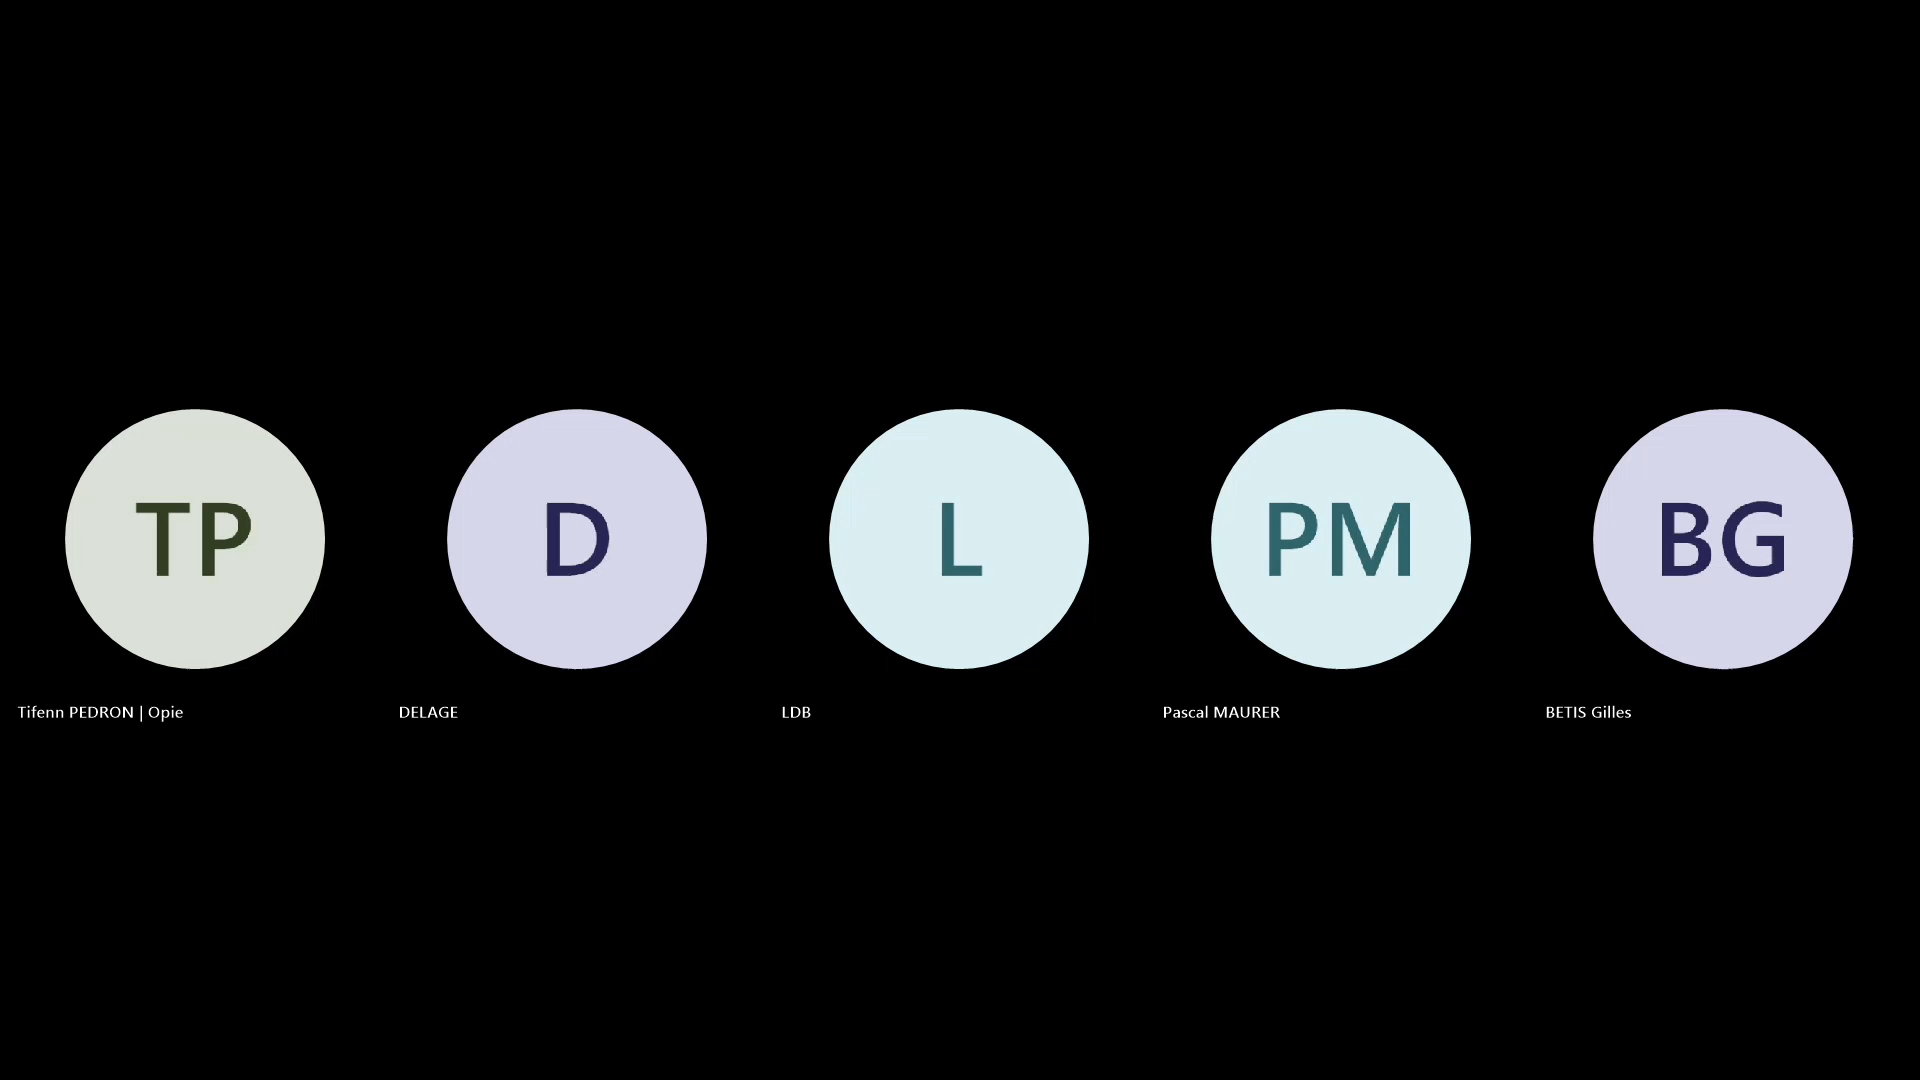 TP
D
L
PM
BG
Tifenn PEDRON | Opie
DELAGE
LDB
Pascal MAURER
BETIS Gilles